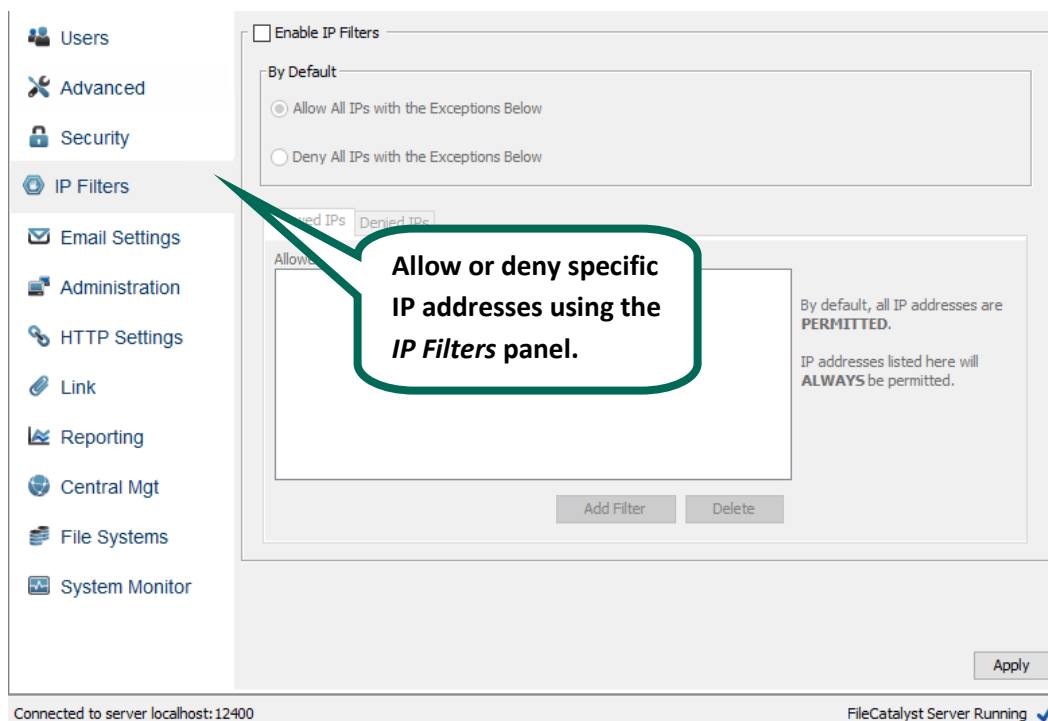 Users
Advanced
Security
IP Filters
Email Settings
Administration
HTTP Settings
Link
Reporting
Central Mgt
File Systems
System Monitor
Enable IP Filters
By Default
Allow All IPs with the Exceptions Below
Deny All IPs with the Exceptions Below
Denied IPs
Allow or deny specific
IP addresses using the
IP Filters panel.
By default, all IP addresses are
PERMITTED.
IP addresses listed here will
ALWAYS be permitted.
Add Filter Delete
Apply
Connected to server localhost:12400
FileCatalyst Server Running